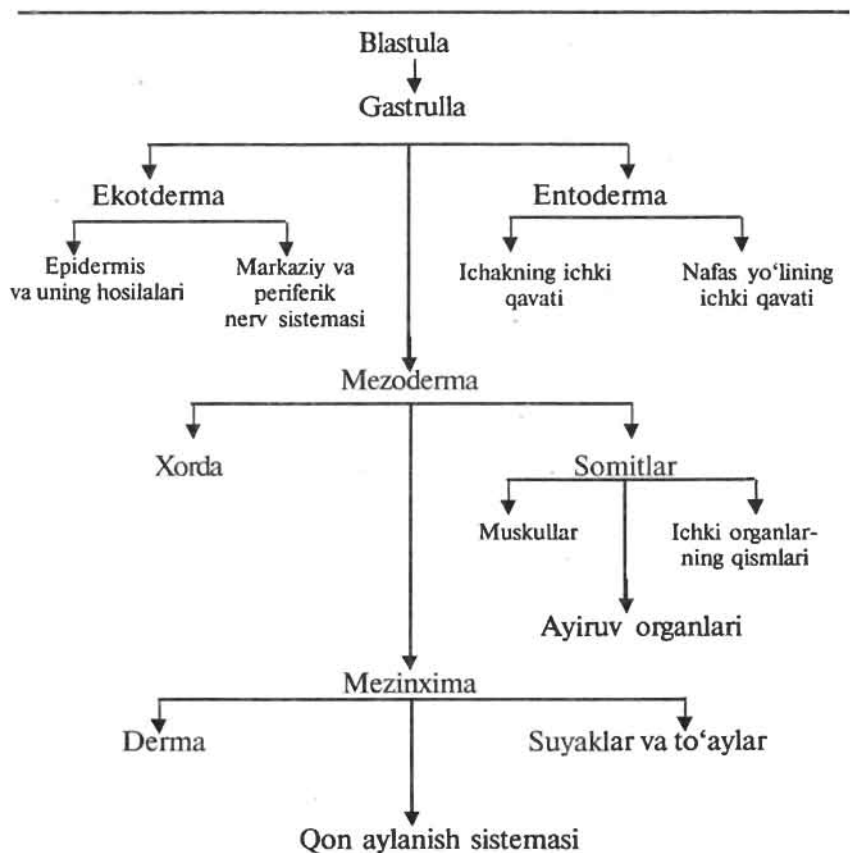 Blastula
Gastrulla
Ekotderma
Entoderma
Epidermis
va uning hosilalari
Markaziy va
periferik
nerv sistemasi
Ichakning ichki
qavati
Nafas yo‘lining
ichki qavati
Mezoderma
Xorda
Somitlar
Muskullar
Ichki organlar-
ning qismlari
Ayiruv organlari
Mezinxima
Derma
Suyaklar va to‘aylar
Qon aylanish sistemasi